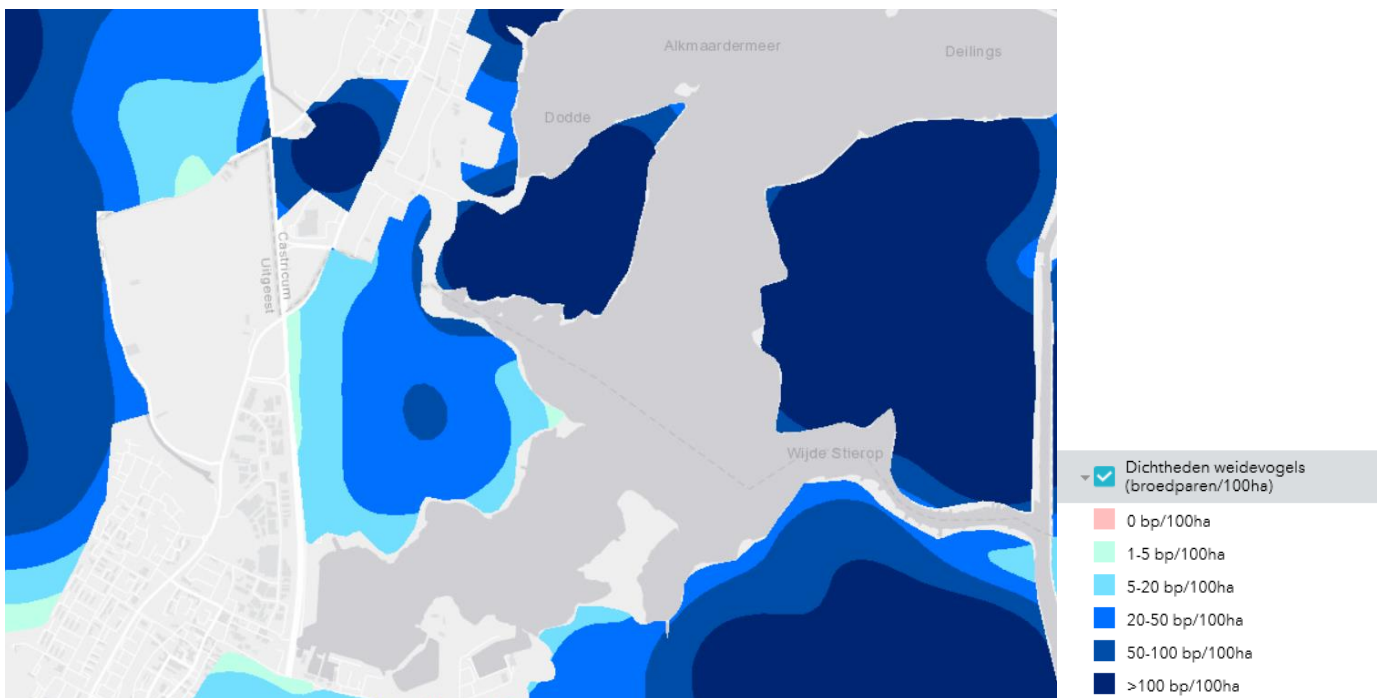 Alkmaardermeer
Deilings
Dodde
Castricum
Uitgeest
Wijde Stierop
Dichtheden weidevogels
(broedparen/100ha)
0 bp/100ha
1-5 bp/100ha
5-20 bp/100ha
20-50 bp/100ha
50-100 bp/100ha
>100 bp/100ha